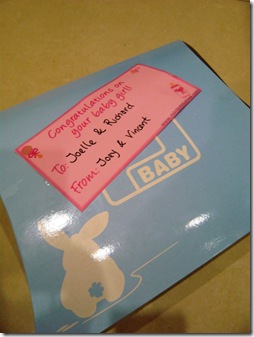 Congratulations on
your baby girl!
To: Joelle & Richard
From: Joey & Vincent
BABY